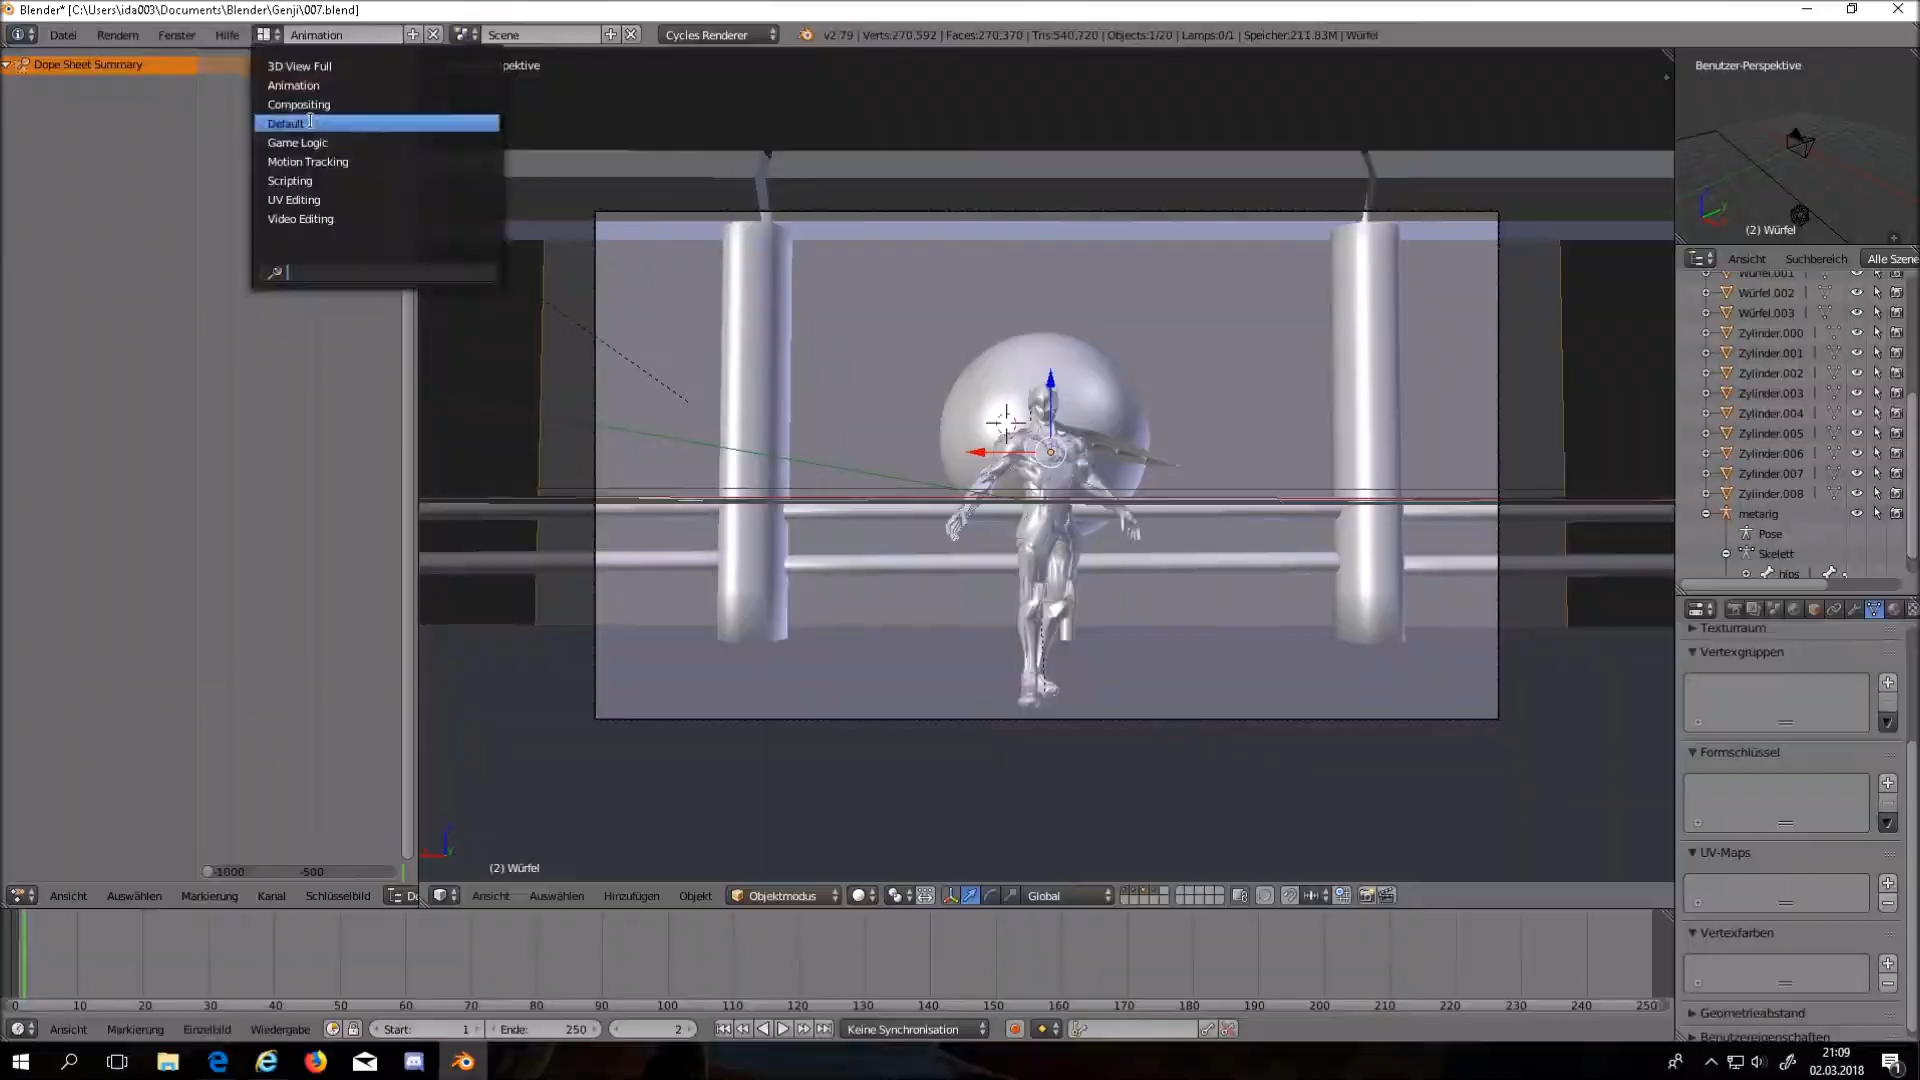 Blender* [C:\Users\ida003\Documents\Blender\Genji\007.blend]
Datei Rendern Fenster Hilfe Animation Scene Cycles Renderer v2.79 | Verts:270,592 | Faces:270,370 | Tris:540,720 | Objects:1/20 | Lamps:0/1 | Speicher:211.83M | Würfel
Dope Sheet Summary
3D View Full
Animation
Compositing
Default
Game Logic
Motion Tracking
Scripting
UV Editing
Video Editing
pektive
(2) Würfel
-1000 -500
Ansicht Auswählen Markierung Kanal Schlüsselbild Do
Ansicht Auswählen Hinzufügen Objekt Objektmodus Global
Benutzer-Perspektive
(2) Würfel
Ansicht Suchbereich Alle Szene
Würfel.001
Würfel.002
Würfel.003
Zylinder.000
Zylinder.001
Zylinder.002
Zylinder.003
Zylinder.004
Zylinder.005
Zylinder.006
Zylinder.007
Zylinder.008
metarig
Pose
Skelett
hips
Texturraum
Vertexgruppen
Formschlüssel
UV-Maps
Vertexfarben
Geometrieabstand
Benutzerdefinierte Eigenschaften
0 10 20 30 40 50 60 70 80 90 100 110 120 130 140 150 160 170 180 190 200 210 220 230 240 250
Ansicht Markierung Einzelbild Wiedergabe Start: 1 Ende: 250 2 Keine Synchronisation
21:09
02.03.2018
1